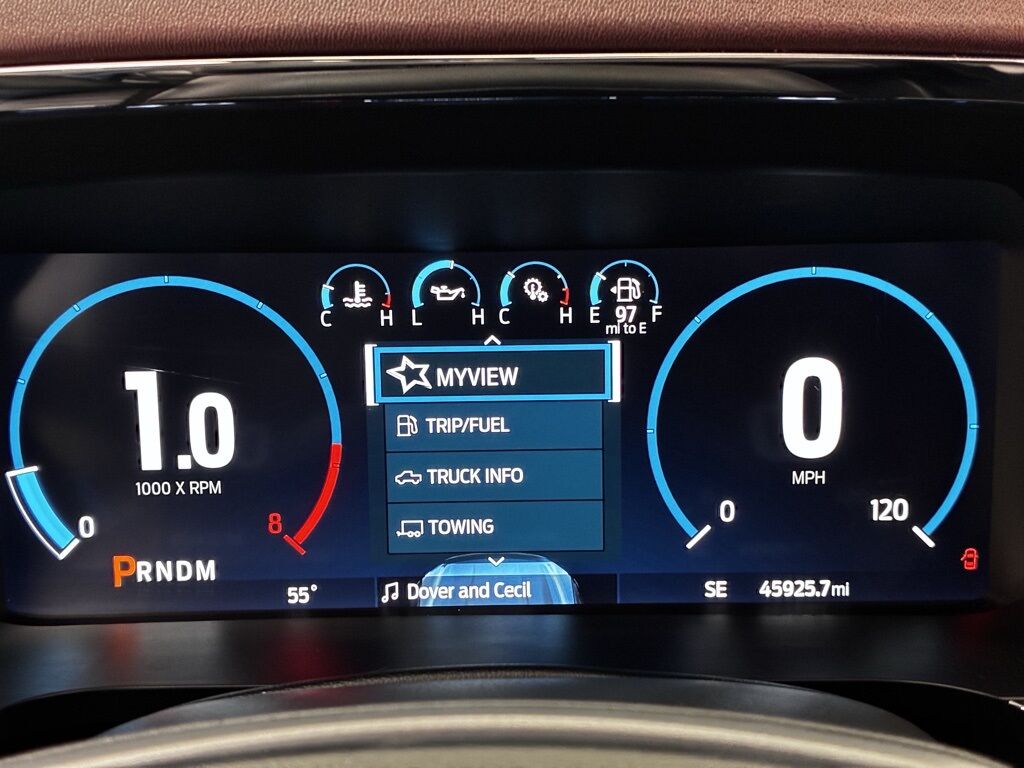 C H L H C H E 97 F
mi to E
MYVIEW
TRIP/FUEL
TRUCK INFO
TOWING
1.0
1000 X RPM
0 8
PRNDM
0
MPH
0 120
55°
Dover and Cecil
SE 45925.7mi